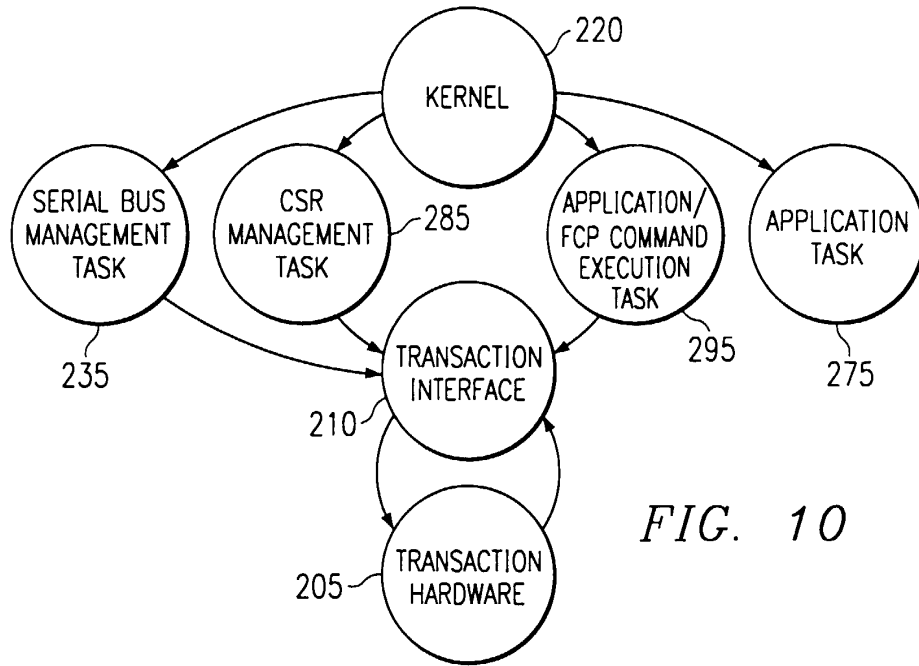 220
KERNEL
SERIAL BUS
MANAGEMENT
TASK
235
CSR
MANAGEMENT
TASK
285
APPLICATION/
FCP COMMAND
EXECUTION
TASK
295
APPLICATION
TASK
275
TRANSACTION
INTERFACE
210
TRANSACTION
HARDWARE
205
FIG. 10